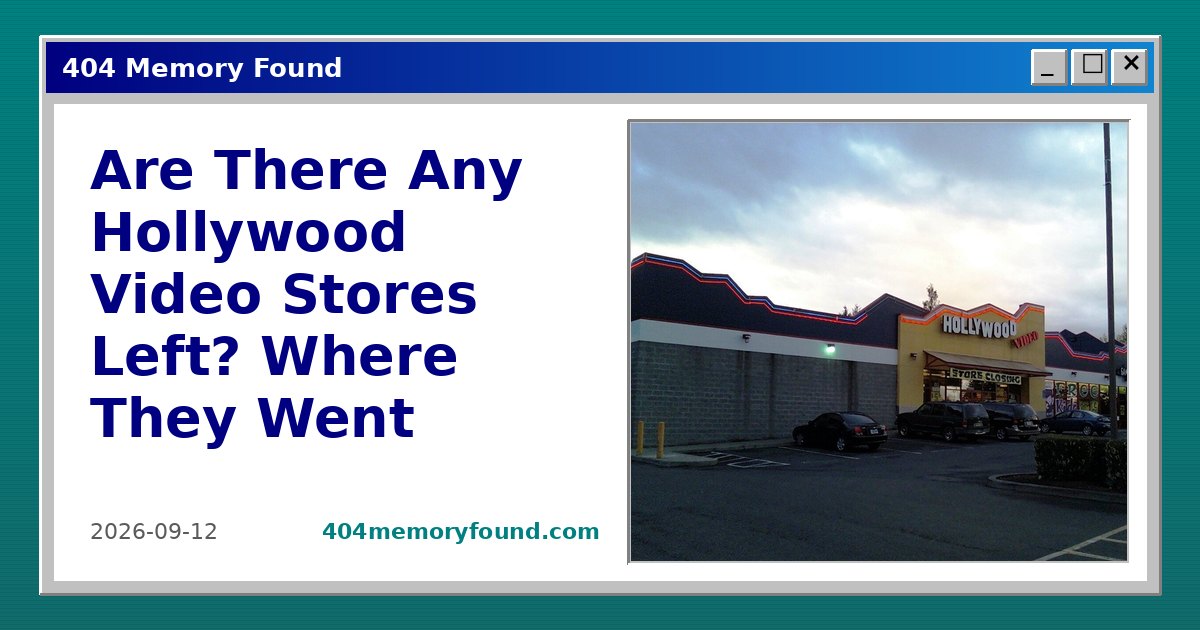 404 Memory Found
Are There Any
Hollywood
Video Stores
Left? Where
They Went
2026-09-12
404memoryfound.com
HOLLYWOOD
VIDEO
STORE CLOSING